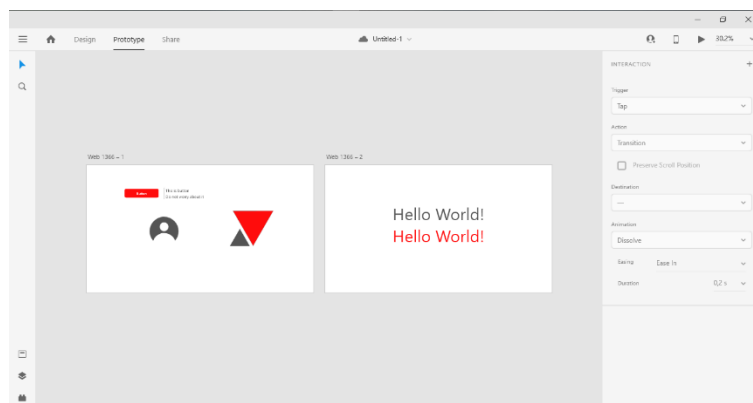 Design Prototype Share Untitled-1 30,2%
INTERACTION
Trigger
Tap
Action
Transition
Preserve Scroll Position
Destination
Animation
Dissolve
Easing Ease In
Duration 0,2 s
Web 1366 – 1
Button
Web 1366 – 2
Hello World!
Hello World!